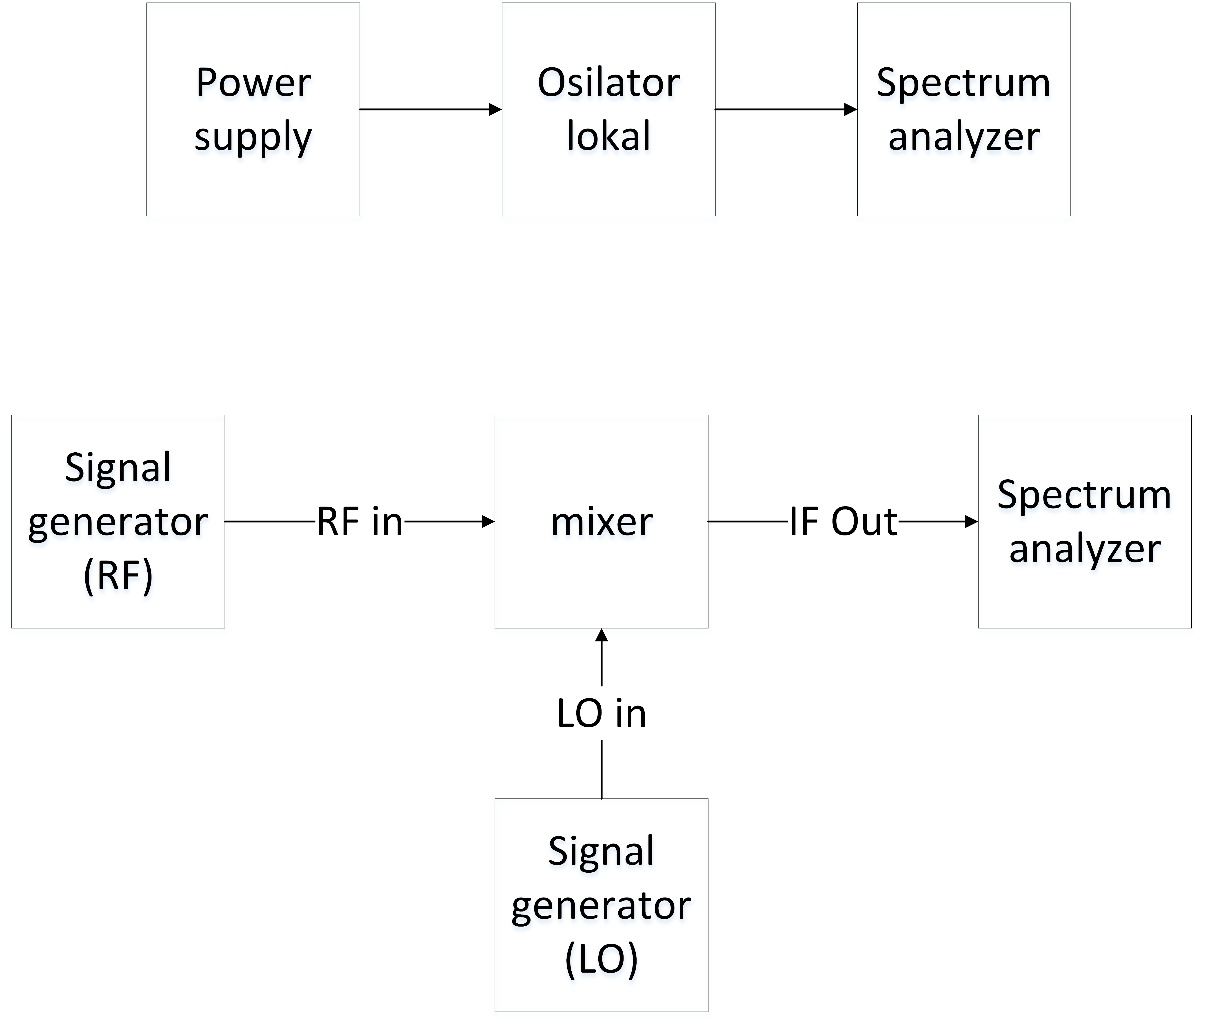 Power
supply
Osilator
lokal
Spectrum
analyzer
Signal
generator
(RF)
RF in
mixer
IF Out
Spectrum
analyzer
LO in
Signal
generator
(LO)